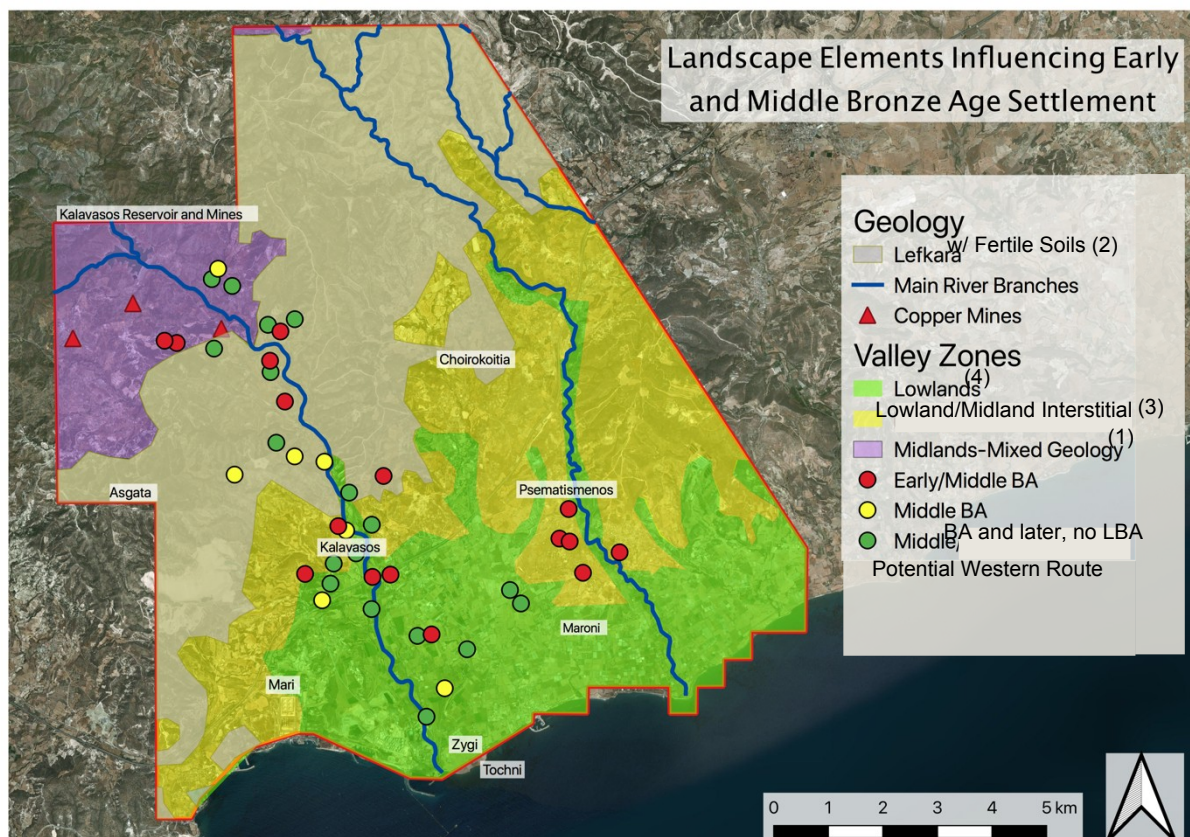 Landscape Elements Influencing Early
and Middle Bronze Age Settlement
Kalavasos Reservoir and Mines
Choirokoitia
Asgata
Psematismenos
Kalavasos
Maroni
Mari
Zygi
Tochni
Geology
Lefkara w/ Fertile Soils (2)
Main River Branches
Copper Mines
Valley Zones
Lowlands (4)
Lowland/Midland Interstitial (3)
Midlands-Mixed Geology (1)
Early/Middle BA
Middle BA
Middle BA and later, no LBA
Potential Western Route
0 1 2 3 4 5 km